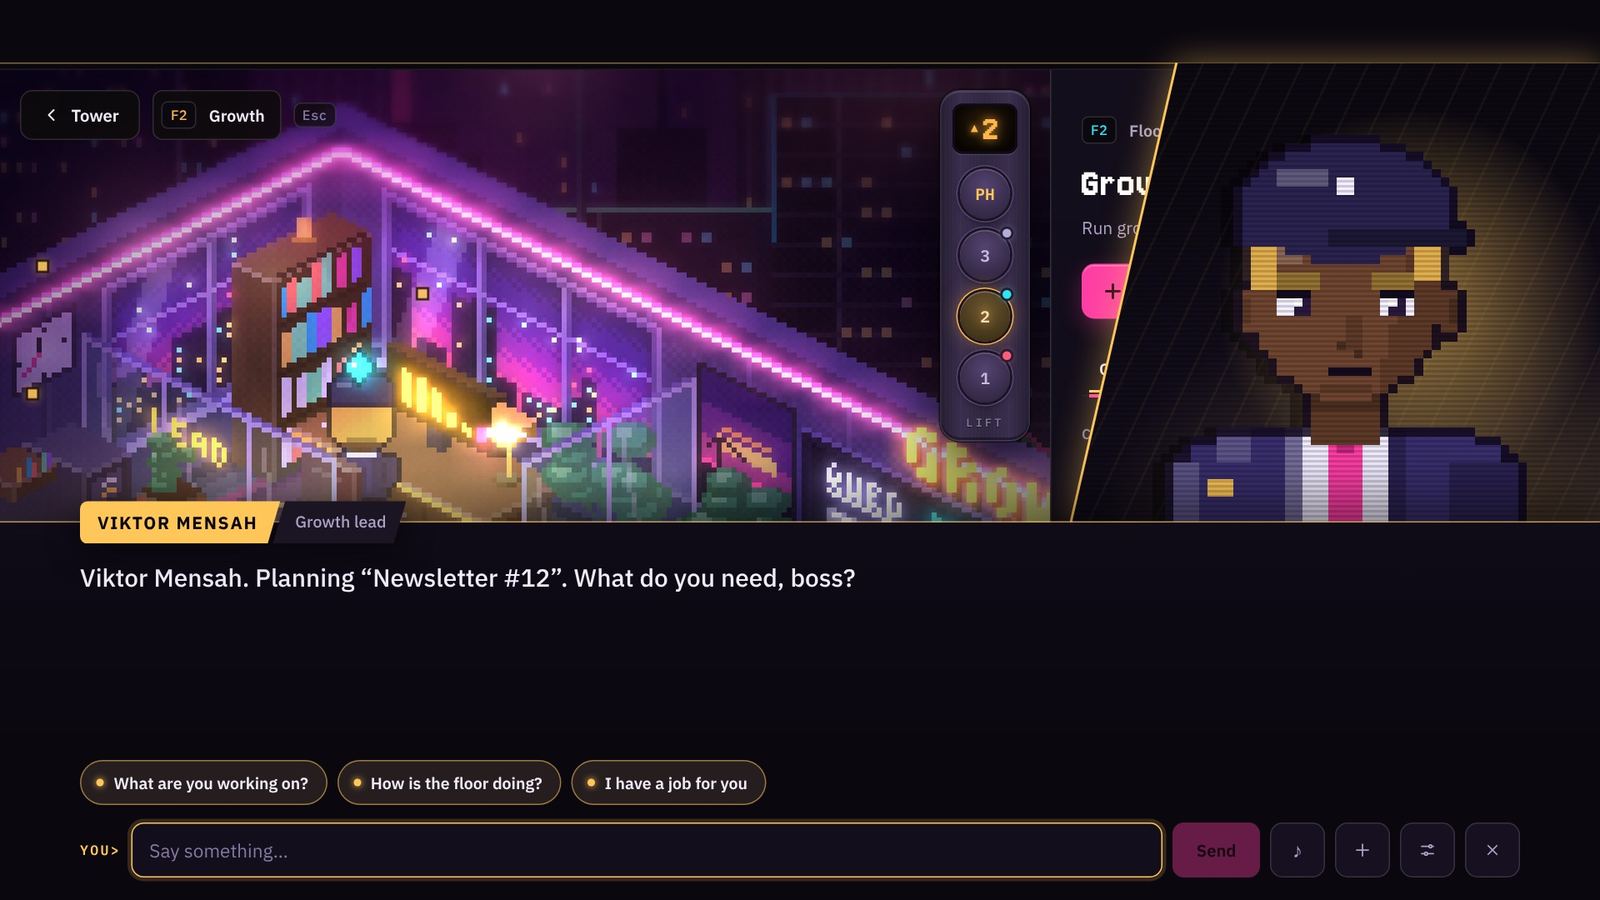 Tower
F2 Growth
Esc
2
PH
3
2
1
LIFT
F2
Run
LEAD
VIKTOR MENSAH
Growth lead
Viktor Mensah. Planning “Newsletter #12”. What do you need, boss?
What are you working on?
How is the floor doing?
I have a job for you
YOU>
Say something...
Send